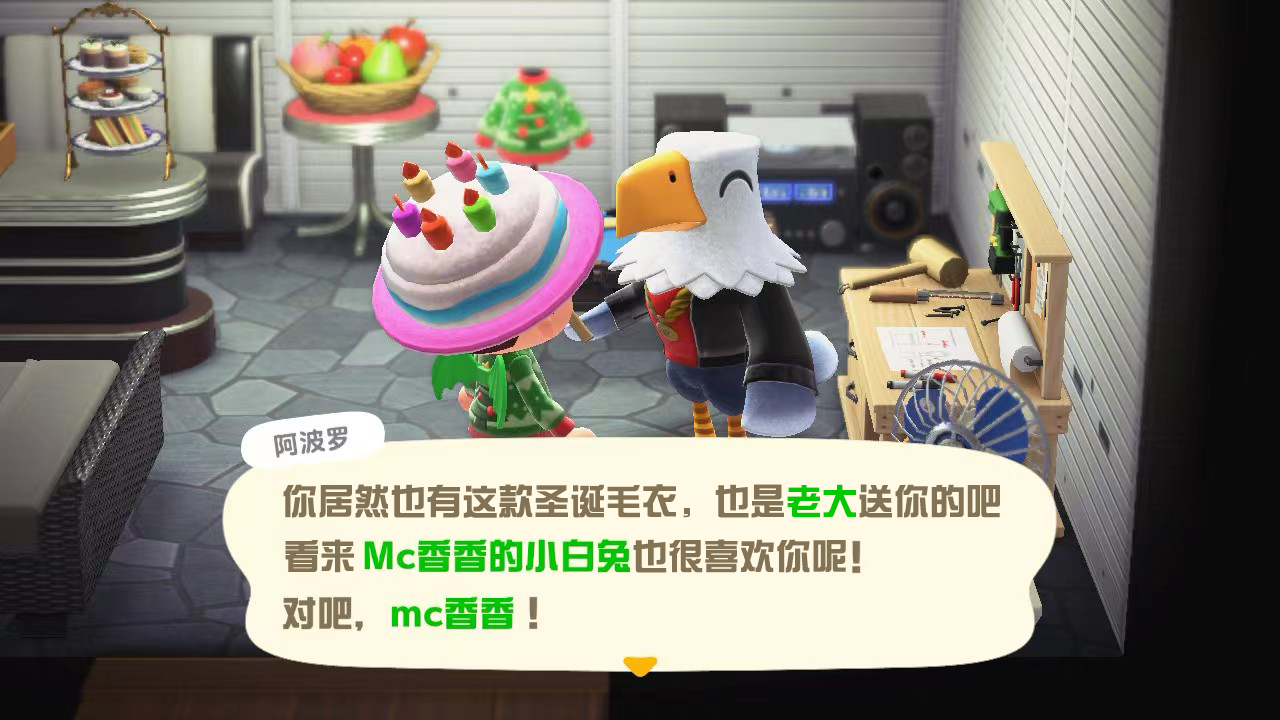 阿波罗
你居然也有这款圣诞毛衣，也是老大送你的吧
看来Mc香香的小白兔也很喜欢你呢！
对吧，mc香香！